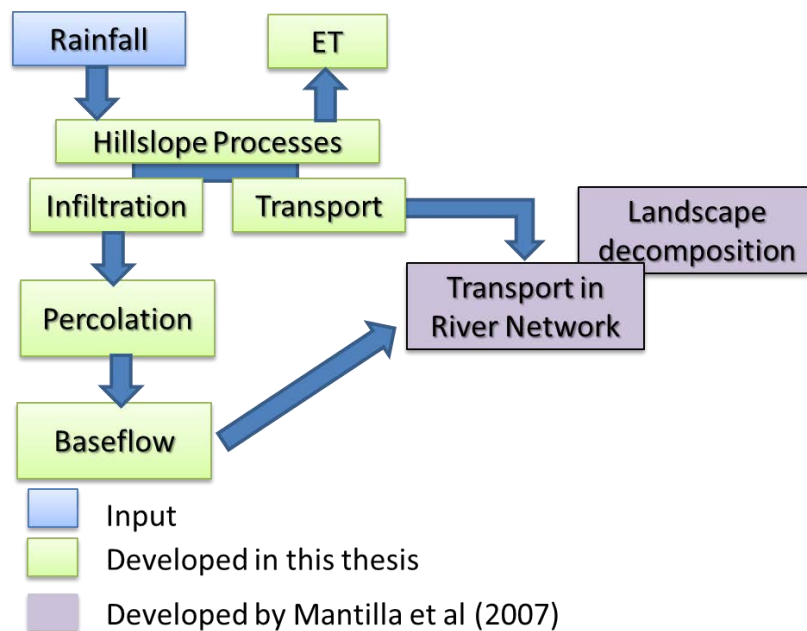 Rainfall
ET
Hillslope Processes
Infiltration
Transport
Landscape
decomposition
Percolation
Transport in
River Network
Baseflow
Input
Developed in this thesis
Developed by Mantilla et al (2007)